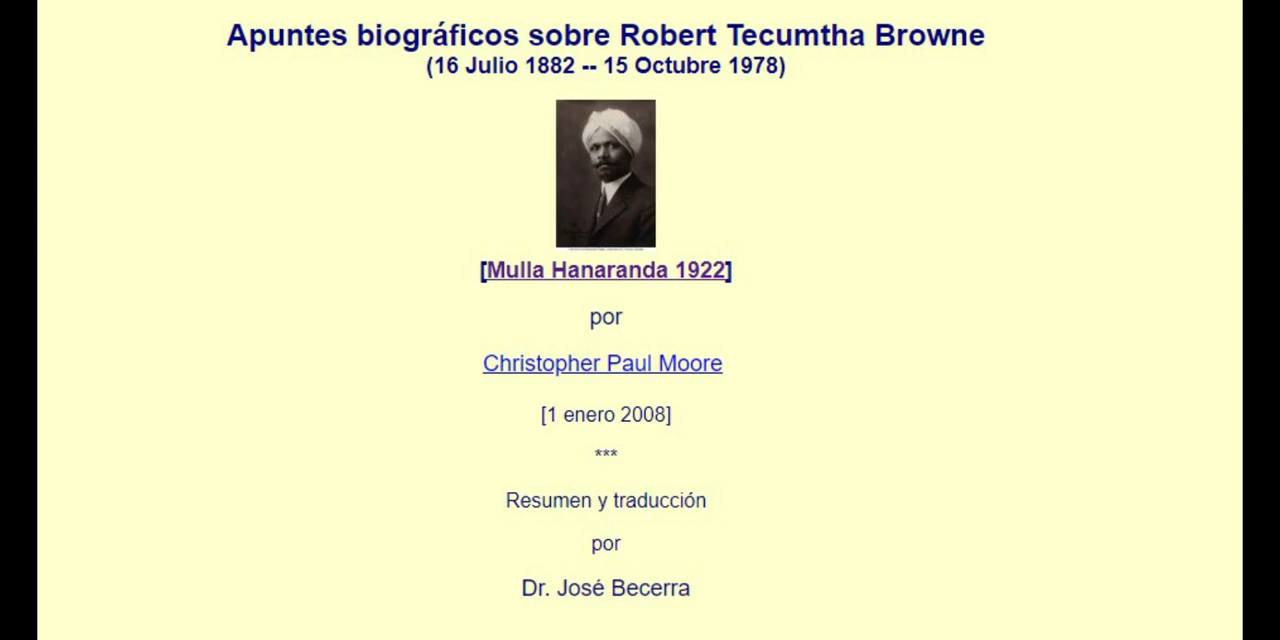 Apuntes biográficos sobre Robert Tecumtha Browne
(16 Julio 1882 -- 15 Octubre 1978)
[Mulla Hanaranda 1922]
por
Christopher Paul Moore
[1 enero 2008]
***
Resumen y traducción
por
Dr. José Becerra